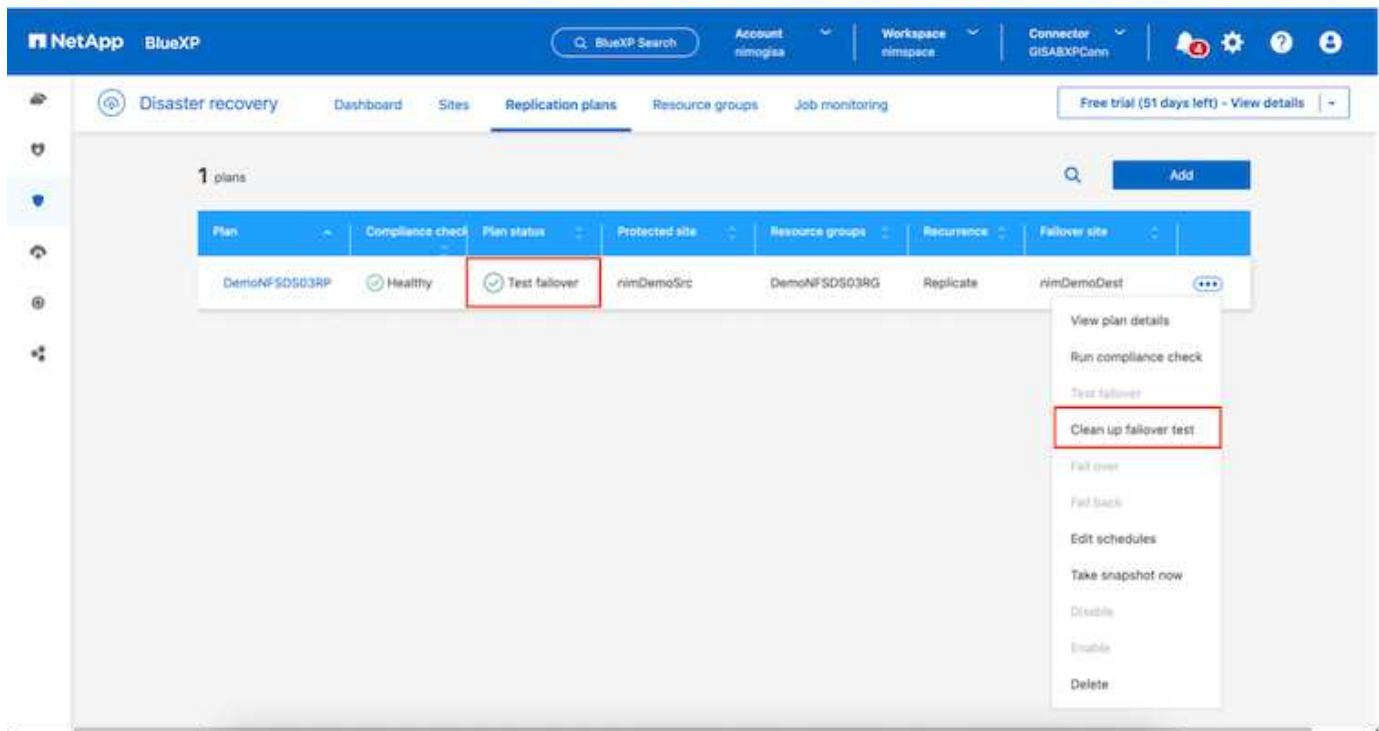 NetApp BlueXP BlueXP Search Account Workspace Connector
nimogisa nimspace GISABXPConn 4
Disaster recovery Dashboard Sites Replication plans Resource groups Job monitoring Free trial (51 days left) - View details
1 plans Add
Plan Compliance check Plan status Protected site Resource groups Recurrence Failover site
DemoNFSDS03RP Healthy Test failover nimDemoSrc DemoNFSDS03RG Replicate nimDemoDest
View plan details
Run compliance check
Test failover
Clean up failover test
Fail over
Fail back
Edit schedules
Take snapshot now
Disable
Enable
Delete